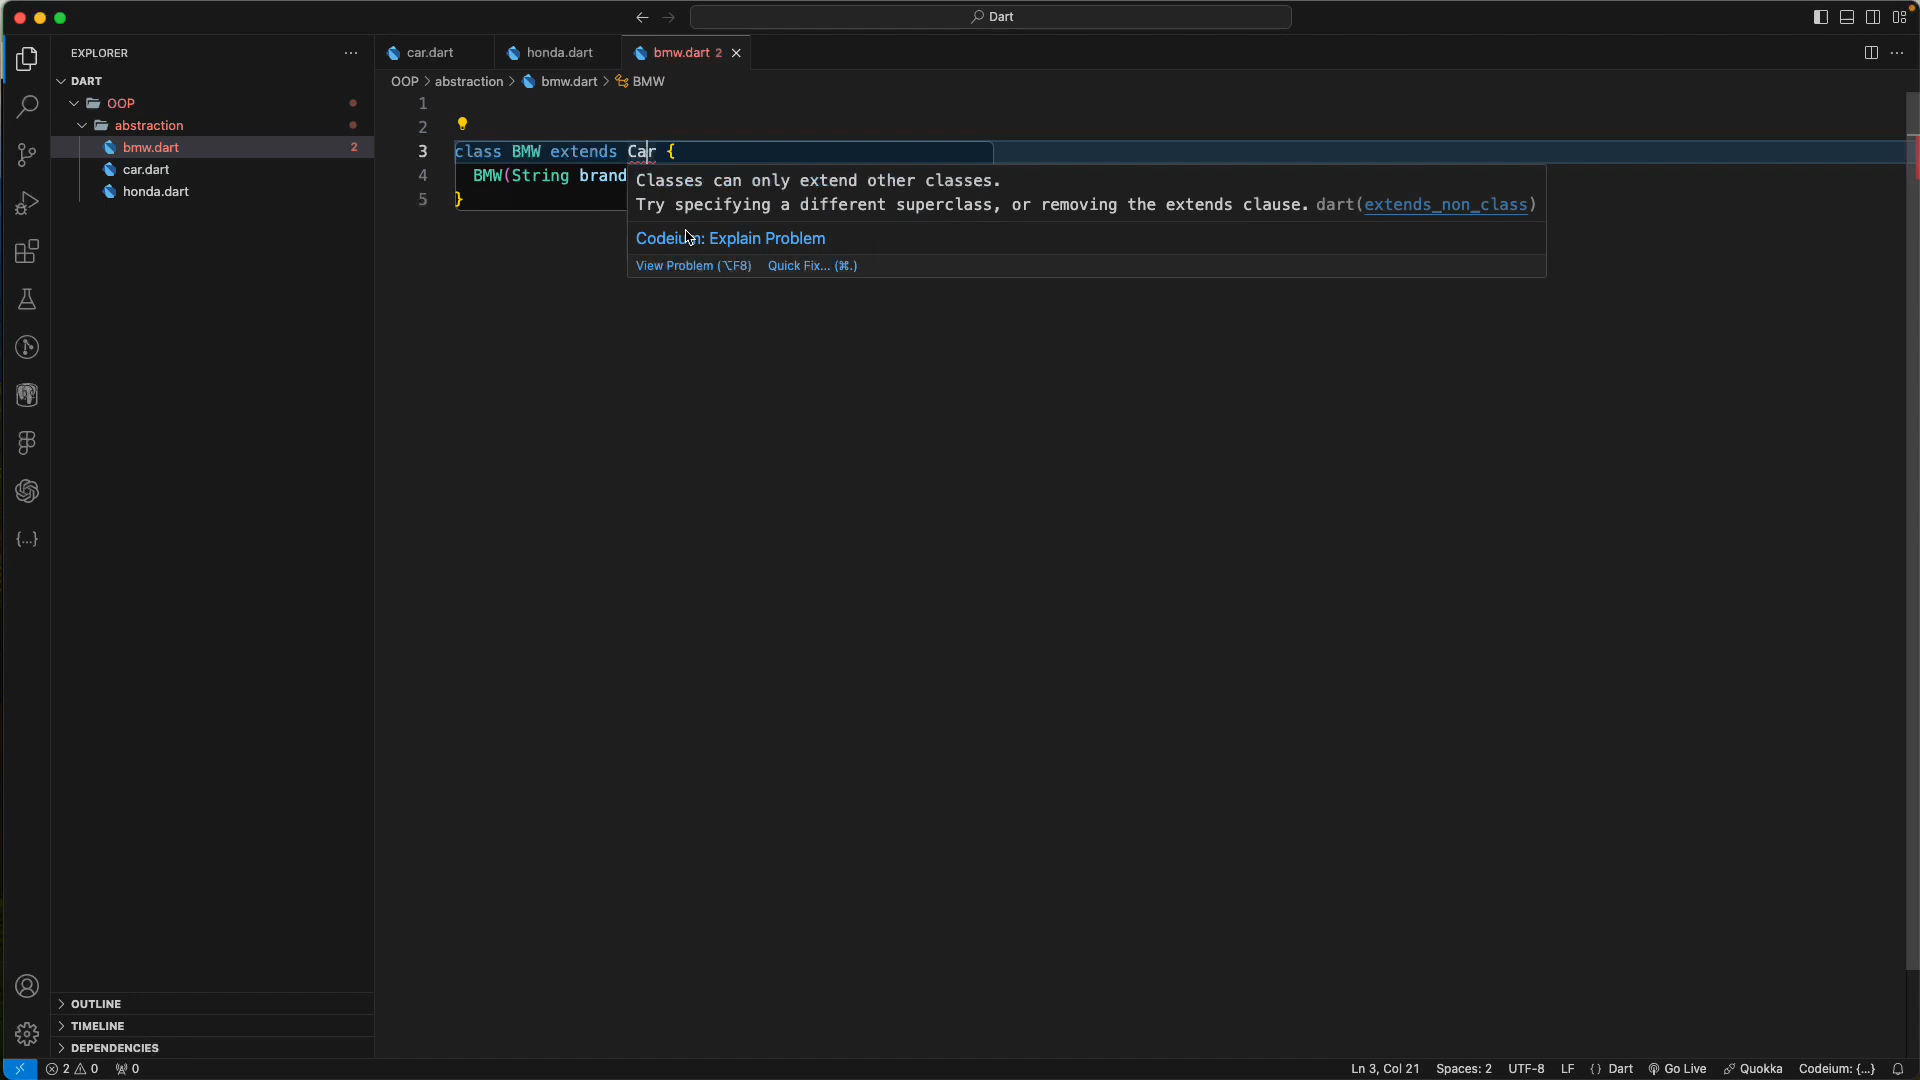 Dart
EXPLORER
DART
OOP
abstraction
bmw.dart 2
car.dart
honda.dart
car.dart honda.dart bmw.dart 2
OOP > abstraction > bmw.dart > BMW
1
2
3 class BMW extends Car {
4 BMW(String brand
5 }
Classes can only extend other classes.
Try specifying a different superclass, or removing the extends clause. dart(extends_non_class)
Codeium: Explain Problem
View Problem (⌥F8) Quick Fix... (⌘.)
OUTLINE
TIMELINE
DEPENDENCIES
2 0 0
Ln 3, Col 21 Spaces: 2 UTF-8 LF {} Dart Go Live Quokka Codeium: {...}